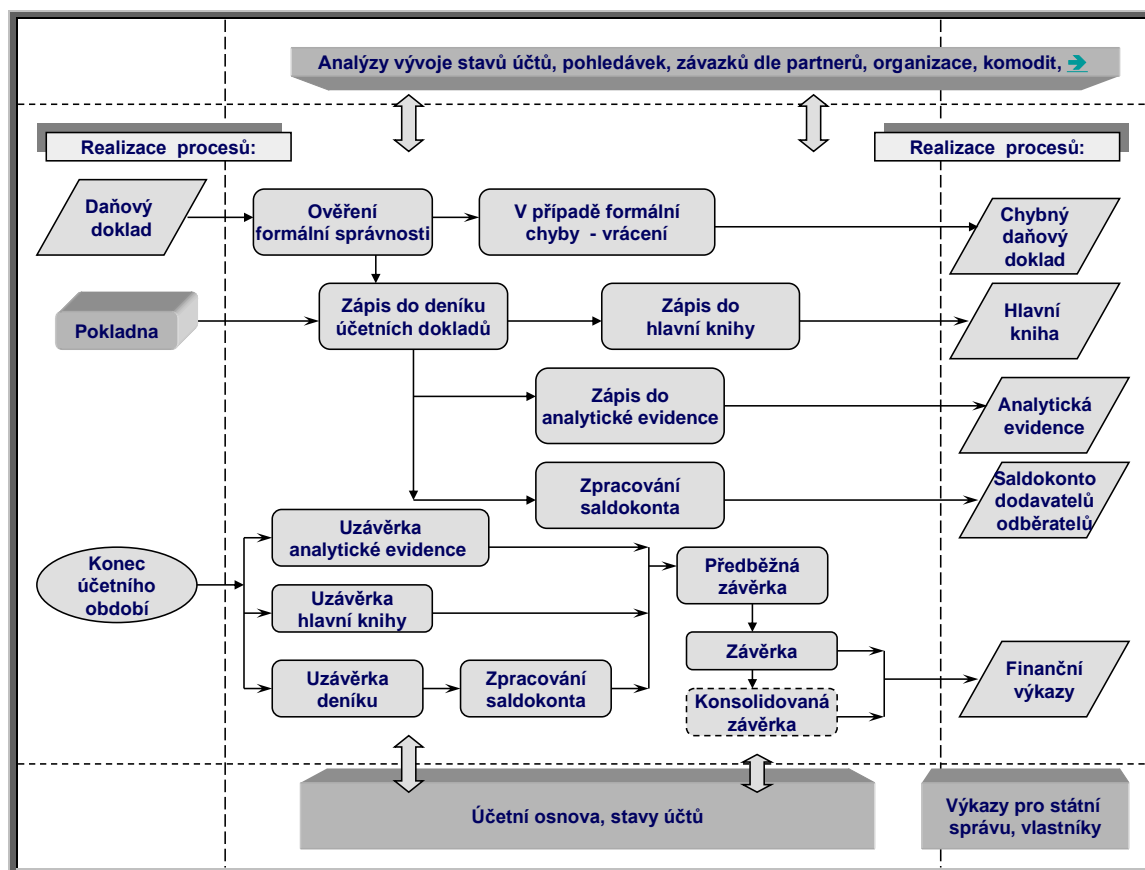 Analýzy vývoje stavů účtů, pohledávek, závazků dle partnerů, organizace, komodit, ➔
Realizace procesů:
Realizace procesů:
Daňový
doklad
Ověření
formální správnosti
V případě formální
chyby - vrácení
Chybný
daňový
doklad
Pokladna
Zápis do deníku
účetních dokladů
Zápis do
hlavní knihy
Hlavní
kniha
Zápis do
analytické evidence
Analytická
evidence
Zpracování
saldokonta
Saldokonto
dodavatelů
odběratelů
Konec
účetního
období
Uzávěrka
analytické evidence
Předběžná
závěrka
Uzávěrka
hlavní knihy
Závěrka
Uzávěrka
deníku
Zpracování
saldokonta
Konsolidovaná
závěrka
Finanční
výkazy
Účetní osnova, stavy účtů
Výkazy pro státní
správu, vlastníky